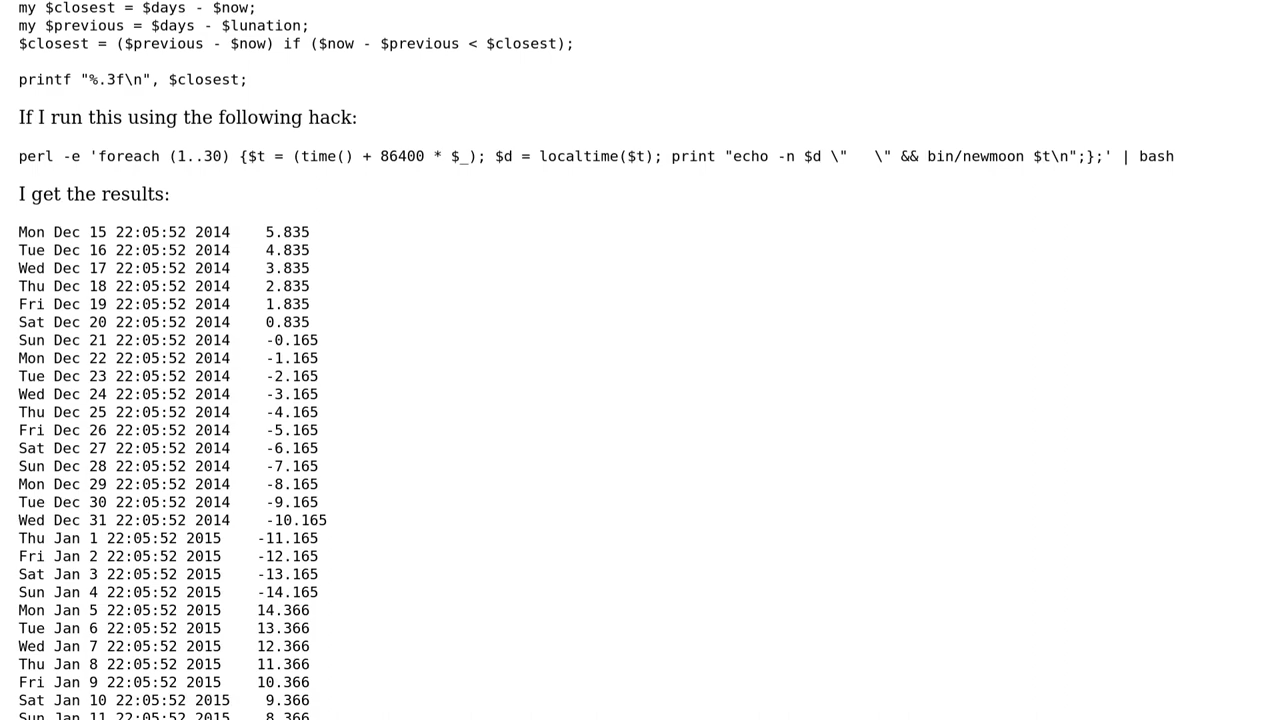 my $closest = $days - $now;
my $previous = $days - $lunation;
$closest = ($previous - $now) if ($now - $previous < $closest);
printf "%.3f\n", $closest;
If I run this using the following hack:
perl -e 'foreach (1..30) {$t = (time() + 86400 * $_); $d = localtime($t); print "echo -n $d \"   \" && bin/newmoon $t\n";};' | bash
I get the results:
Mon Dec 15 22:05:52 2014    5.835
Tue Dec 16 22:05:52 2014    4.835
Wed Dec 17 22:05:52 2014    3.835
Thu Dec 18 22:05:52 2014    2.835
Fri Dec 19 22:05:52 2014    1.835
Sat Dec 20 22:05:52 2014    0.835
Sun Dec 21 22:05:52 2014    -0.165
Mon Dec 22 22:05:52 2014    -1.165
Tue Dec 23 22:05:52 2014    -2.165
Wed Dec 24 22:05:52 2014    -3.165
Thu Dec 25 22:05:52 2014    -4.165
Fri Dec 26 22:05:52 2014    -5.165
Sat Dec 27 22:05:52 2014    -6.165
Sun Dec 28 22:05:52 2014    -7.165
Mon Dec 29 22:05:52 2014    -8.165
Tue Dec 30 22:05:52 2014    -9.165
Wed Dec 31 22:05:52 2014    -10.165
Thu Jan 1 22:05:52 2015    -11.165
Fri Jan 2 22:05:52 2015    -12.165
Sat Jan 3 22:05:52 2015    -13.165
Sun Jan 4 22:05:52 2015    -14.165
Mon Jan 5 22:05:52 2015    14.366
Tue Jan 6 22:05:52 2015    13.366
Wed Jan 7 22:05:52 2015    12.366
Thu Jan 8 22:05:52 2015    11.366
Fri Jan 9 22:05:52 2015    10.366
Sat Jan 10 22:05:52 2015    9.366
Sun Jan 11 22:05:52 2015    8.366